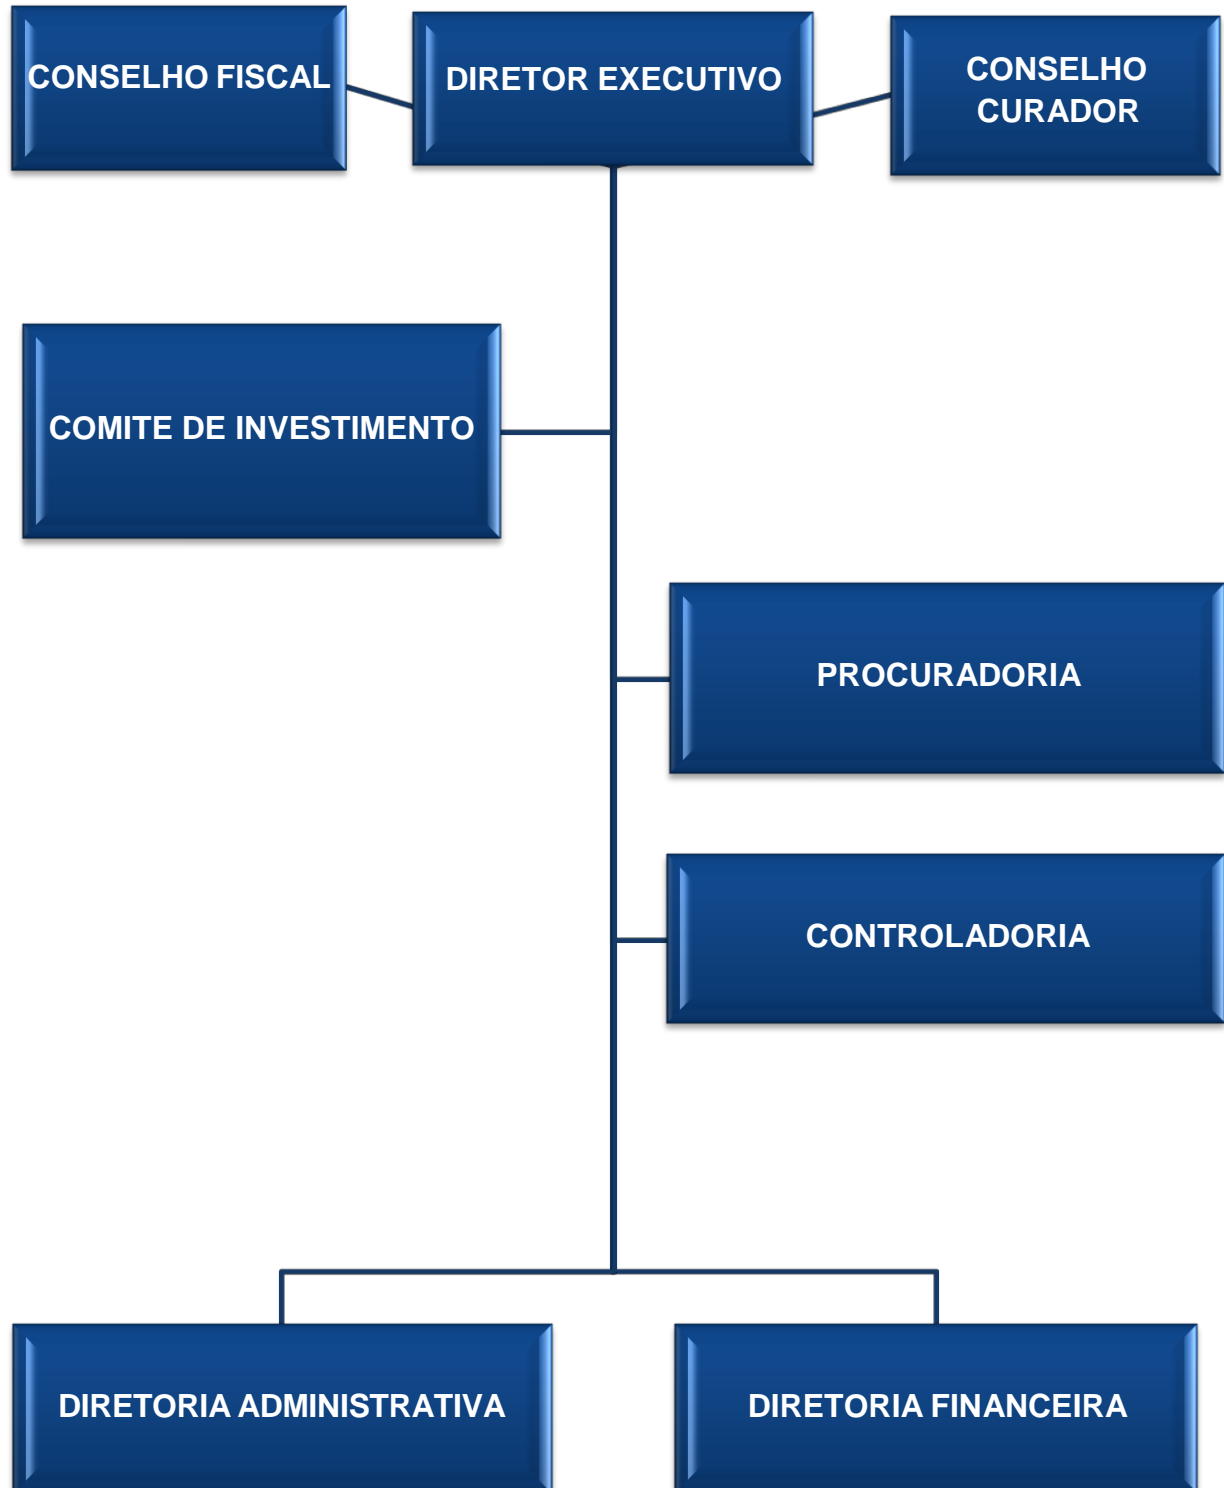 CONSELHO FISCAL
DIRETOR EXECUTIVO
CONSELHO
CURADOR
COMITE DE INVESTIMENTO
PROCURADORIA
CONTROLADORIA
DIRETORIA ADMINISTRATIVA
DIRETORIA FINANCEIRA